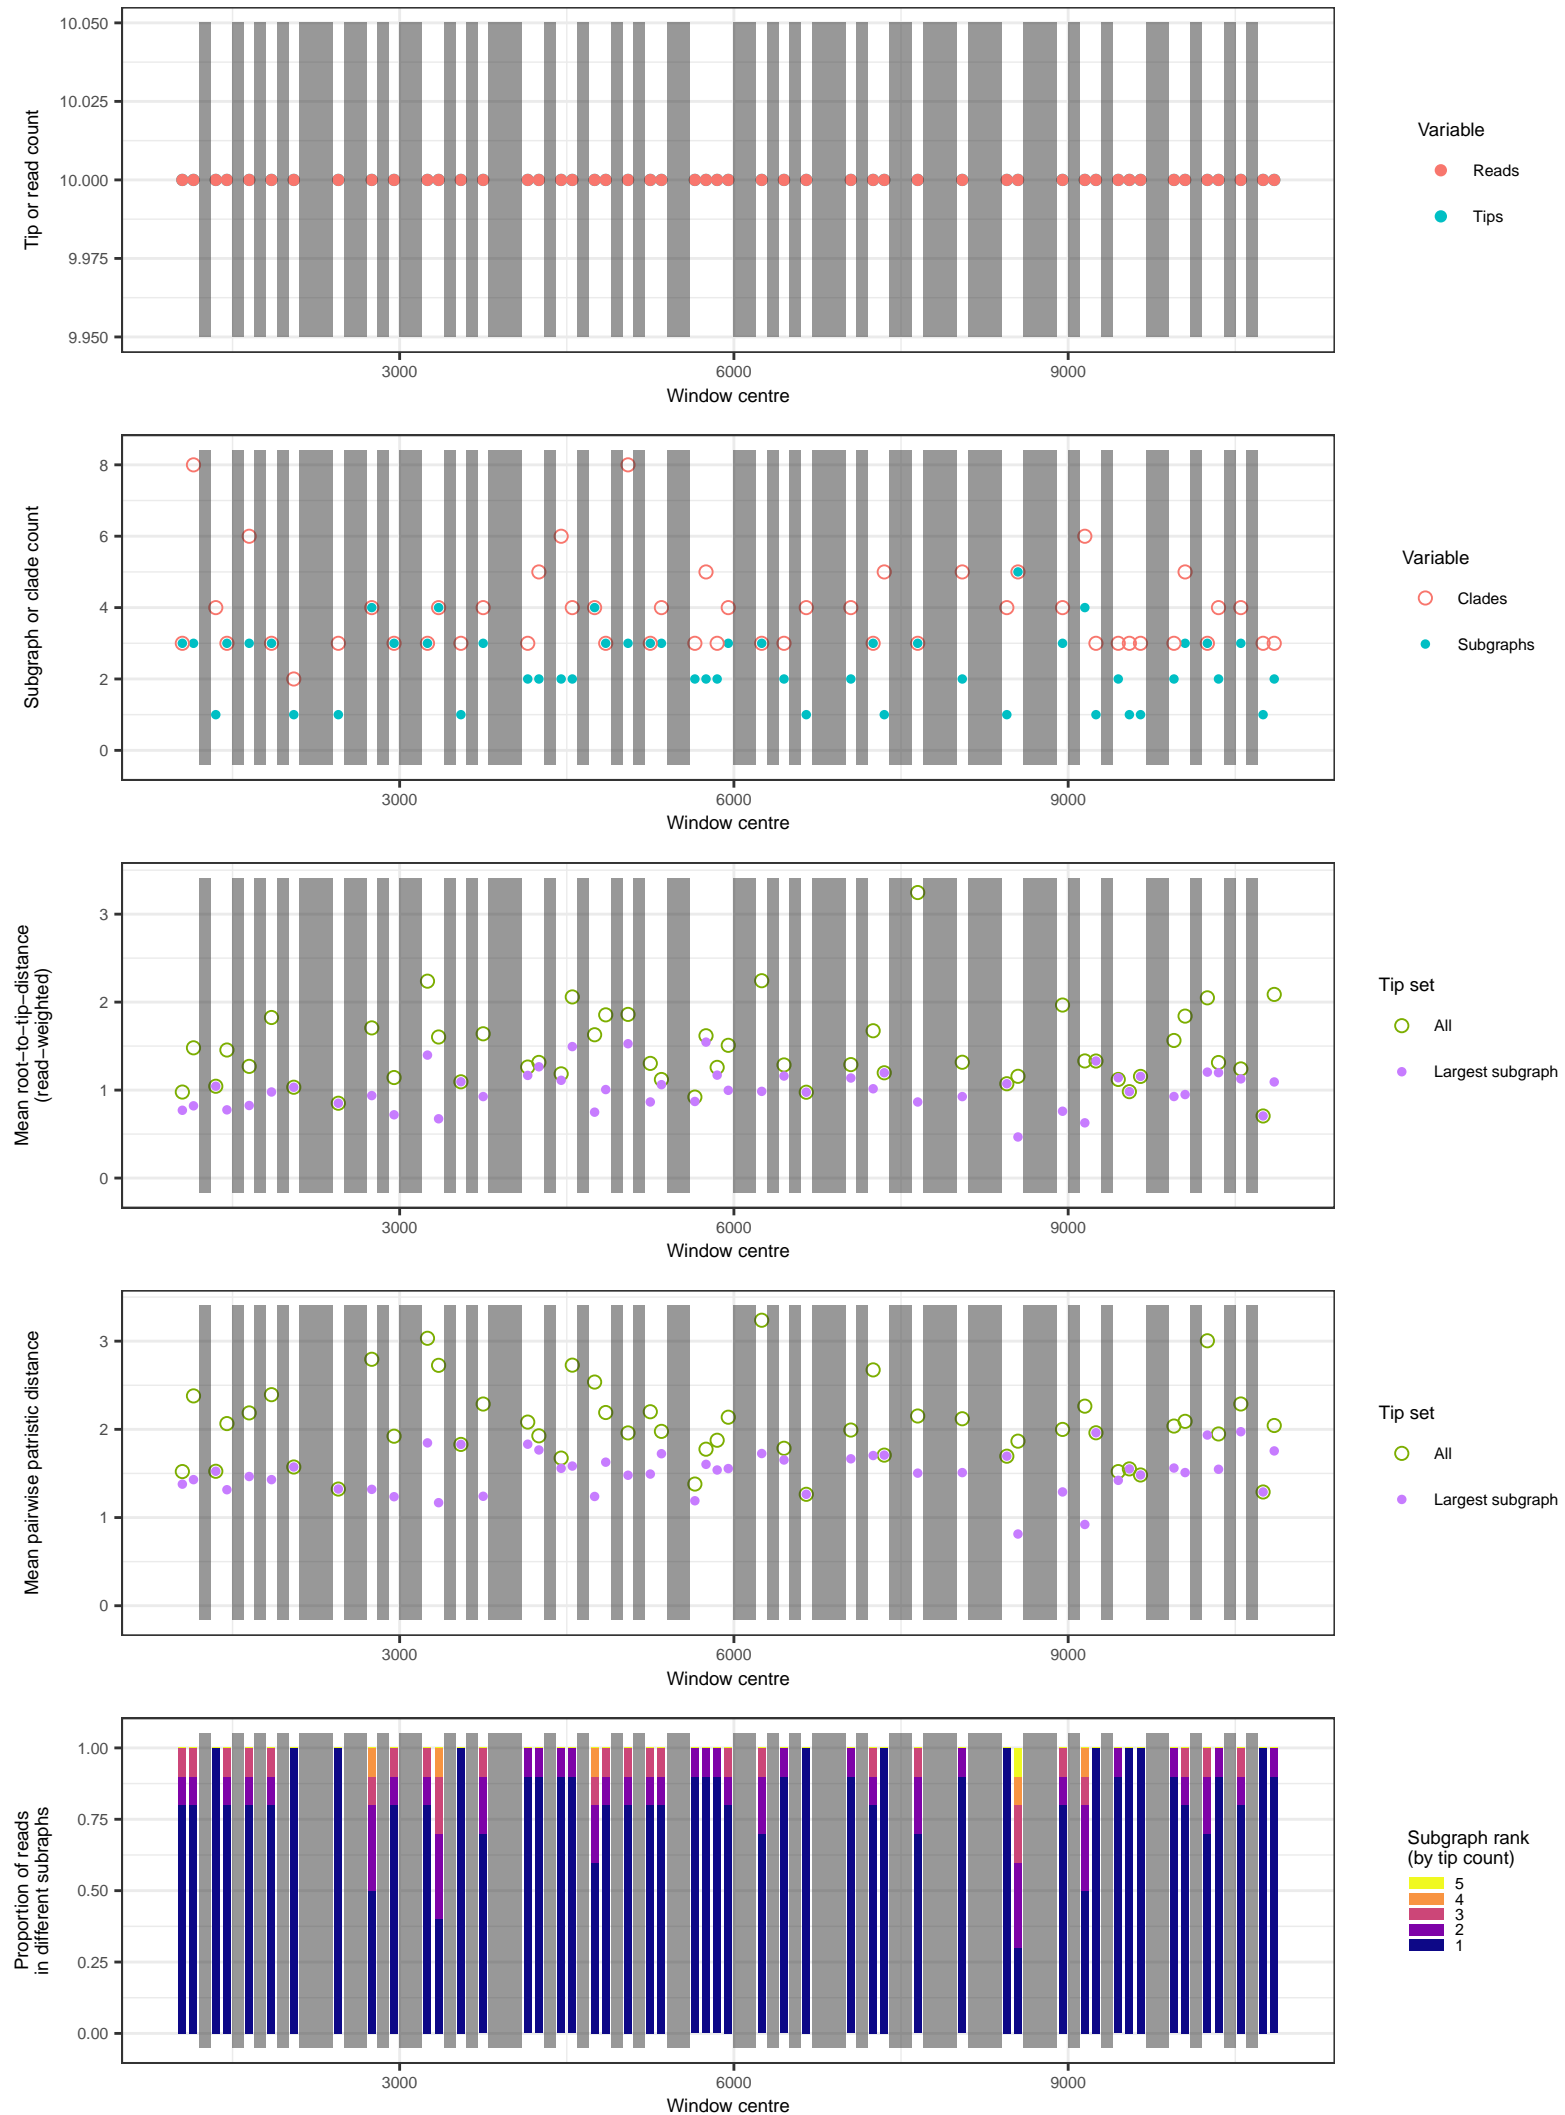 10.050
10.025
10.000
9.975
9.950
Tip or read count
3000 6000 9000
Window centre
Variable
Reads
Tips
8
6
4
2
0
Subgraph or clade count
3000 6000 9000
Window centre
Variable
Clades
Subgraphs
3
2
1
0
Mean root−to−tip−distance
(read−weighted)
3000 6000 9000
Window centre
Tip set
All
Largest subgraph
3
2
1
0
Mean pairwise patristic distance
3000 6000 9000
Window centre
Tip set
All
Largest subgraph
1.00
0.75
0.50
0.25
0.00
Proportion of reads
in different subraphs
3000 6000 9000
Window centre
Subgraph rank
(by tip count)
5
4
3
2
1